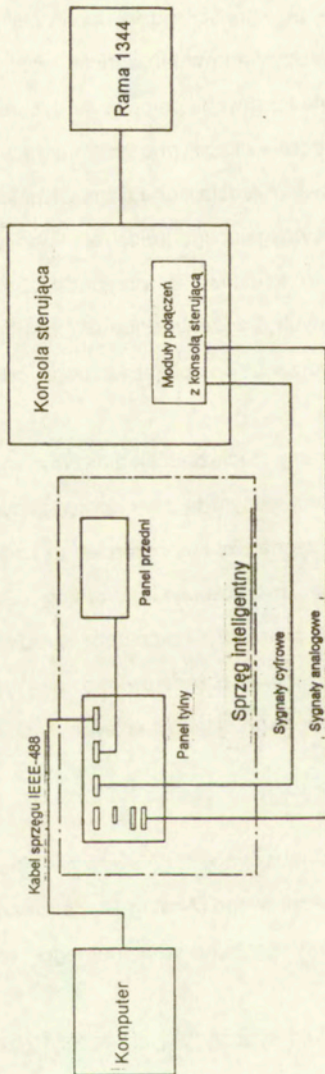 Komputer
Kabel sprzęgu IEEE-488
Panel tylny
Panel przedni
Sprzęg Inteligentny
Sygnały cyfrowe
Sygnały analogowe
Konsola sterująca
Moduły połączeń
z konsolą sterującą
Rama 1344